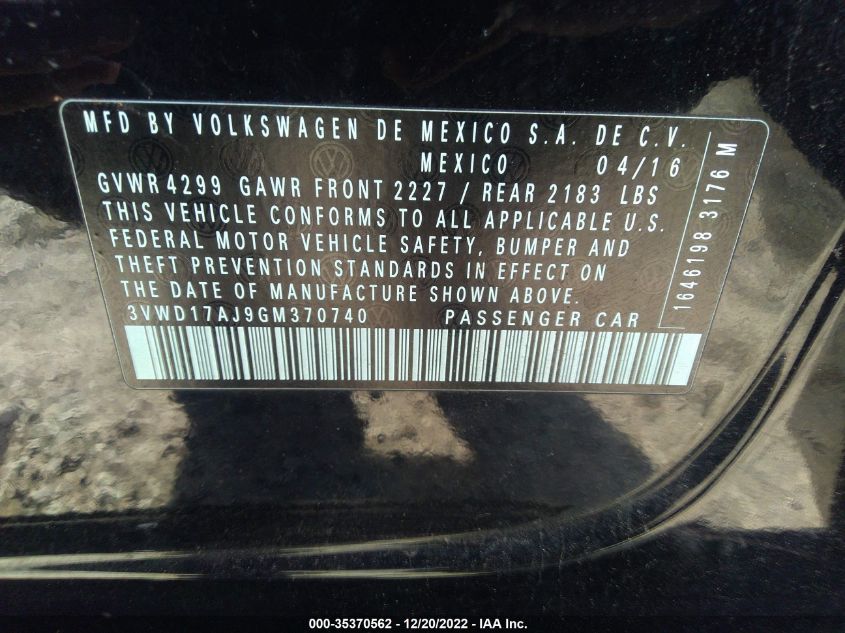 MFD BY VOLKSWAGEN DE MEXICO S.A. DE C.V.
MEXICO 04/16
GVWR 4299 GAWR FRONT 2227 / REAR 2183 LBS
THIS VEHICLE CONFORMS TO ALL APPLICABLE U.S.
FEDERAL MOTOR VEHICLE SAFETY, BUMPER AND
THEFT PREVENTION STANDARDS IN EFFECT ON
THE DATE OF MANUFACTURE SHOWN ABOVE.
3VWD17AJ9GM370740 PASSENGER CAR
1646198 3176 M
000-35370562 - 12/20/2022 - IAA Inc.